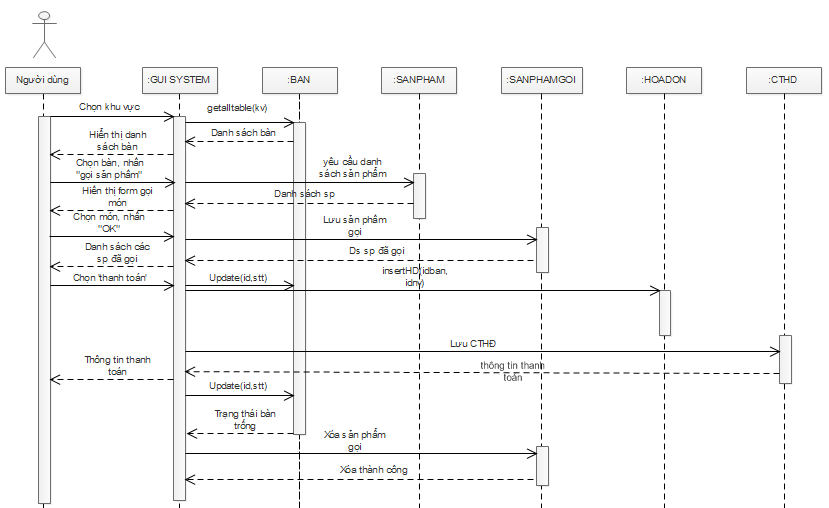 Người dùng
:GUI SYSTEM
:BAN
:SANPHAM
:SANPHAMGOI
:HOADON
:CTHD
Chọn khu vực
getalltable(kv)
Hiển thị danh
sách bàn
Danh sách bàn
Chọn bàn, nhấn
"gọi sản phẩm"
yêu cầu danh
sách sản phẩm
Hiển thị form gọi
món
Danh sách sp
Chọn món, nhấn
"OK"
Lưu sản phẩm
gọi
Danh sách các
sp đã gọi
Ds sp đã gọi
Chọn 'thanh toán'
Update(id,stt)
insertHD(idban,
idnv)
Lưu CTHĐ
Thông tin thanh
toán
thông tin thanh
toán
Update(id,stt)
Trạng thái bàn
trống
Xóa sản phẩm
gọi
Xóa thành công